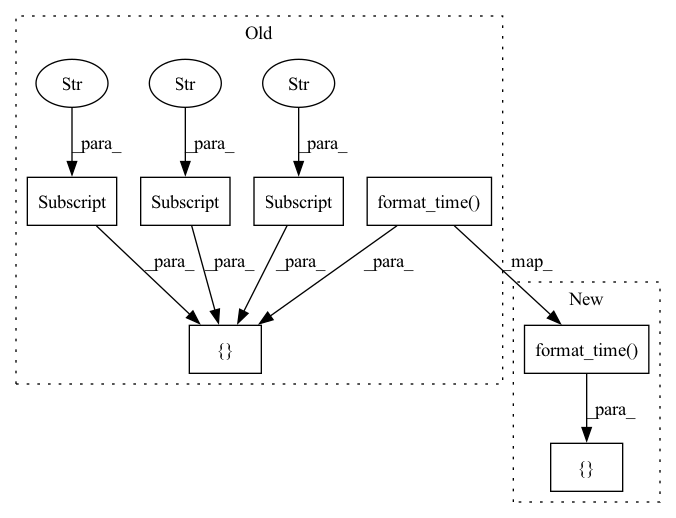 Old
Str Str Str
_para_ _para_ _para_
Subscript Subscript Subscript format_time()
_para_ _para_ _para_ _para_ _map_
New
{} format_time()
_para_
{}